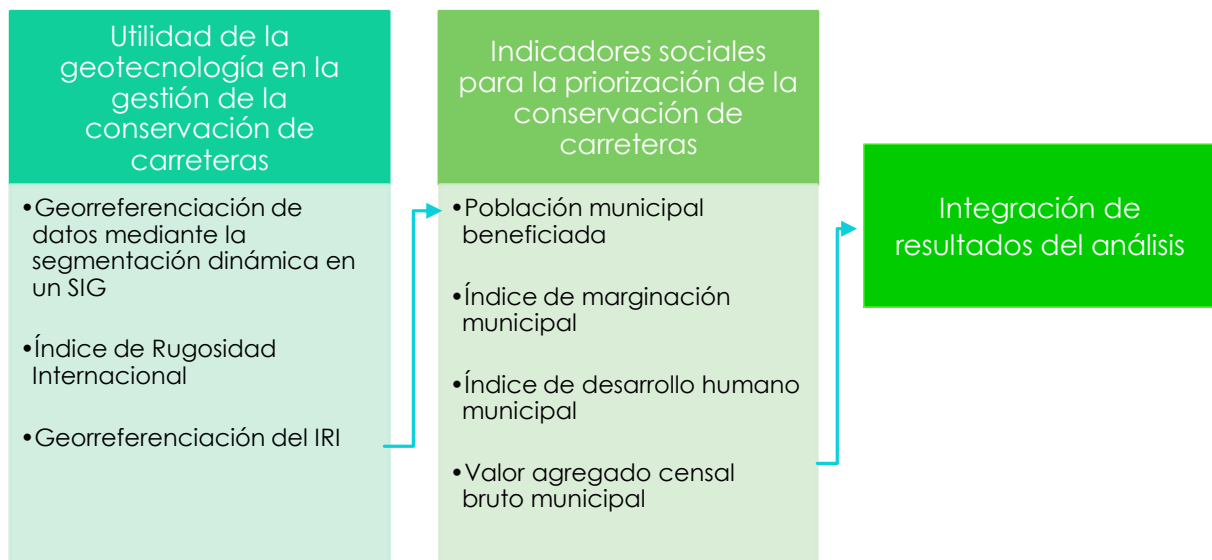 Utilidad de la
geotecnología en la
gestión de la
conservación de
carreteras
•Georreferenciación de
datos mediante la
segmentación dinámica en
un SIG
•Índice de Rugosidad
Internacional
•Georreferenciación del IRI
Indicadores sociales
para la priorización de la
conservación de
carreteras
•Población municipal
beneficiada
•Índice de marginación
municipal
•Índice de desarrollo humano
municipal
•Valor agregado censal
bruto municipal
Integración de
resultados del análisis